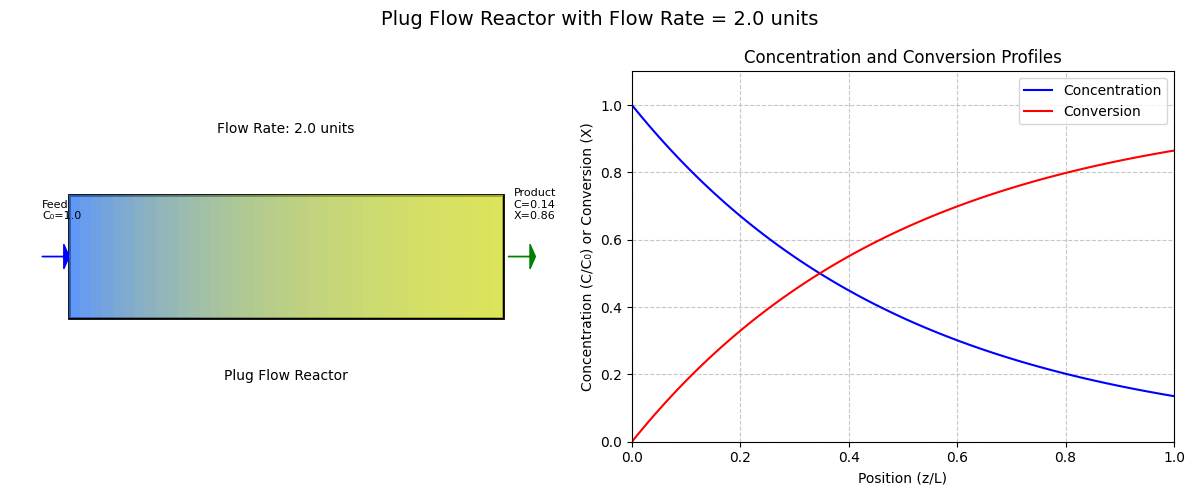 Plug Flow Reactor with Flow Rate = 2.0 units
Flow Rate: 2.0 units
Feed
C₀=1.0
Product
C=0.14
X=0.86
Plug Flow Reactor
Concentration and Conversion Profiles
Concentration
Conversion
Concentration (C/C₀) or Conversion (X)
1.0
0.8
0.6
0.4
0.2
0.0
0.0 0.2 0.4 0.6 0.8 1.0
Position (z/L)